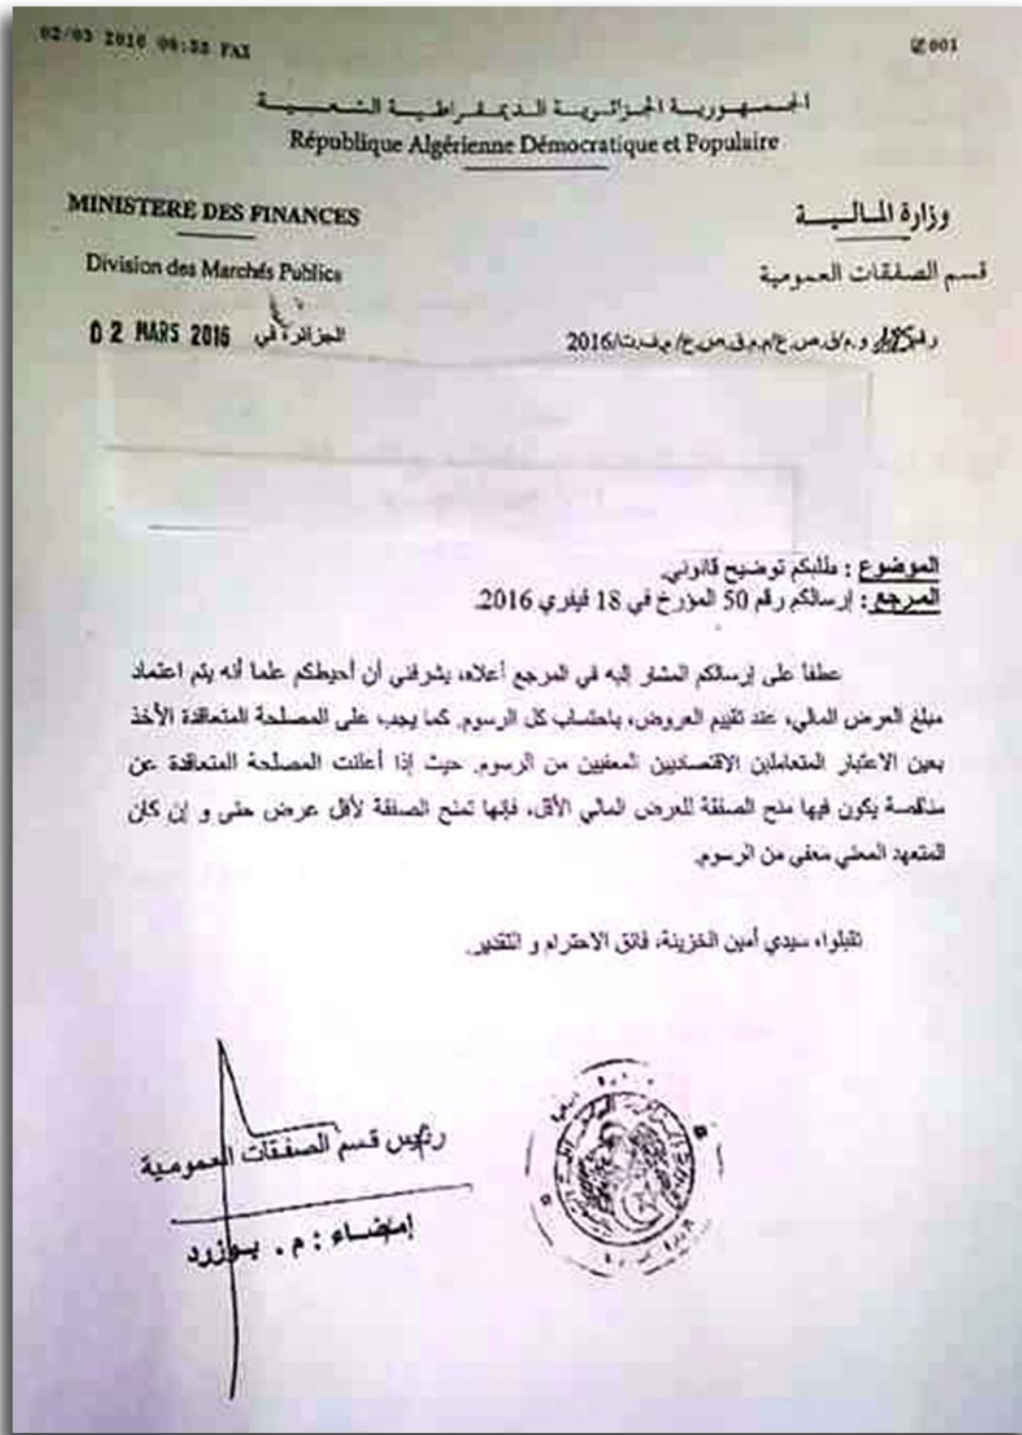 02/03 2016 08:53 FAX
001
الجمهورية الجزائرية الديمقراطية الشعبية
République Algérienne Démocratique et Populaire
MINISTERE DES FINANCES
وزارة المالية
Division des Marchés Publics
قسم الصفقات العمومية
رقم و.م/ق.ص.ع/م.م.ق.ص.ع/م.ف.ت/2016
الجزائر في 02 MARS 2016
الموضوع : طلبكم توضيح قانوني.
المرجع : إرسالكم رقم 50 المؤرخ في 18 فيفري 2016.
عطفا على إرسالكم المشار إليه في المرجع أعلاه، يشرفني أن أحيطكم علما أنه يتم اعتماد
مبلغ العرض المالي، عند تقييم العروض، باحتساب كل الرسوم. كما يجب على المصلحة المتعاقدة الأخذ
بعين الاعتبار المتعاملين الاقتصاديين المعفيين من الرسوم. حيث إذا أعلنت المصلحة المتعاقدة عن
مناقصة يكون فيها منح الصفقة للعرض المالي الأقل، فإنها تمنح الصفقة لأقل عرض حتى و إن كان
المتعهد المعني معفى من الرسوم.
تقبلوا، سيدي أمين الخزينة، فائق الاحترام و التقدير.
رئيس قسم الصفقات العمومية
إمضاء : م . بوزرد